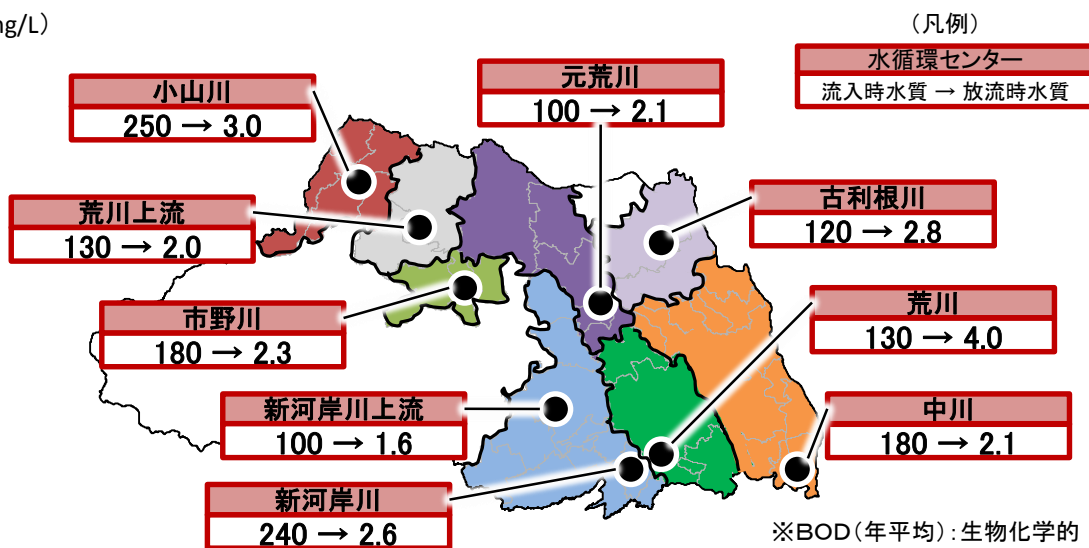 ng/L)
(凡例)
水循環センター
流入時水質 → 放流時水質
小山川
250 → 3.0
元荒川
100 → 2.1
荒川上流
130 → 2.0
古利根川
120 → 2.8
市野川
180 → 2.3
荒川
130 → 4.0
新河岸川上流
100 → 1.6
中川
180 → 2.1
新河岸川
240 → 2.6
※BOD(年平均):生物化学的